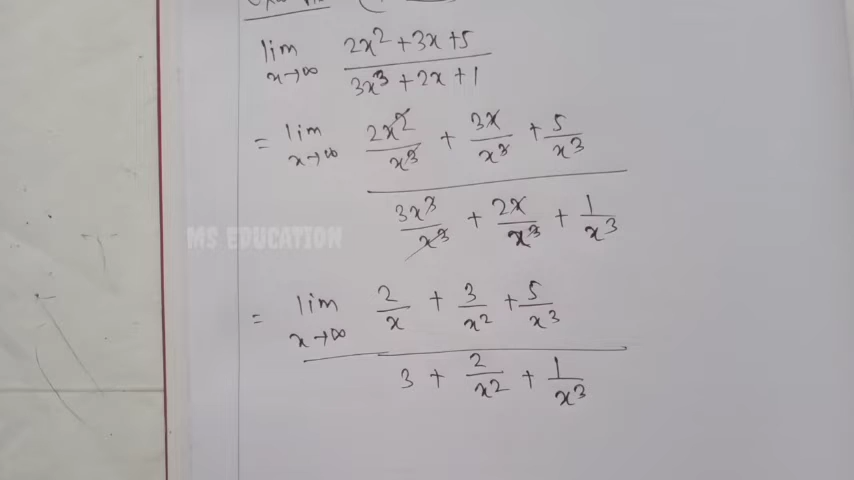 lim x→∞ 2x² + 3x + 5 / 3x³ + 2x + 1
= lim x→∞ 2x²/x³ + 3x/x³ + 5/x³
3x³/x³ + 2x/x³ + 1/x³
MS EDUCATION
= lim x→∞ 2/x + 3/x² + 5/x³
3 + 2/x² + 1/x³